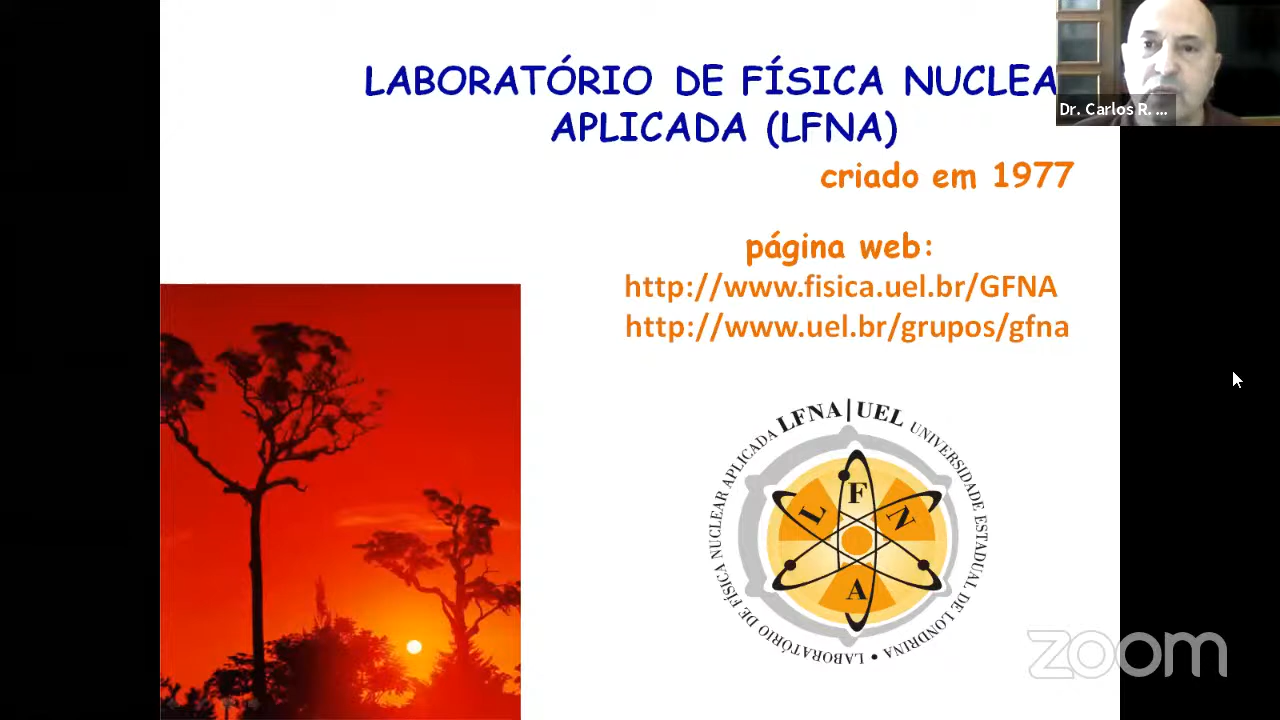 LABORATÓRIO DE FÍSICA NUCLEA
APLICADA (LFNA)
criado em 1977
página web:
http://www.fisica.uel.br/GFNA
http://www.uel.br/grupos/gfna
Dr. Carlos R. ...
LFNA|UEL
UNIVERSIDADE ESTADUAL DE LONDRINA • LABORATÓRIO DE FÍSICA NUCLEAR APLICADA
L F N A
zoom